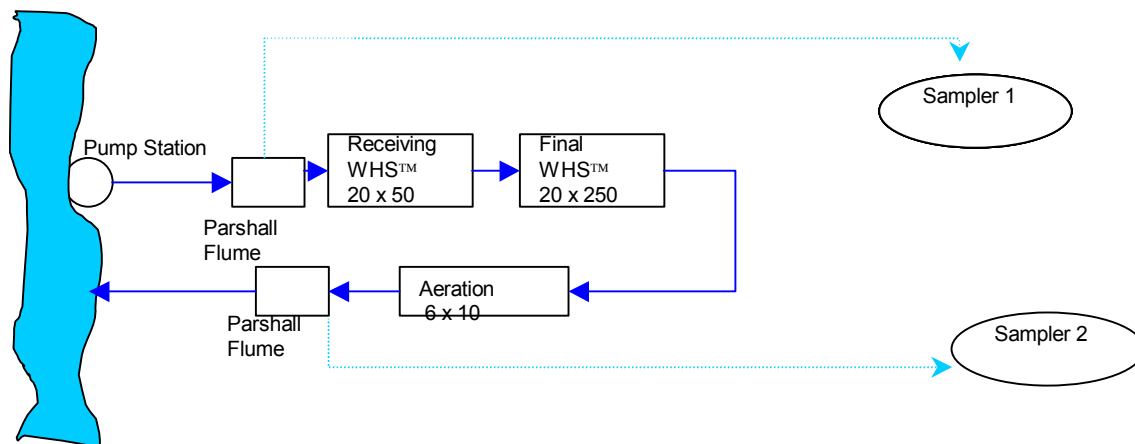 Sampler 1
Pump Station
Receiving
WHS™
20 x 50
Final
WHS™
20 x 250
Parshall
Flume
Aeration
6 x 10
Parshall
Flume
Sampler 2